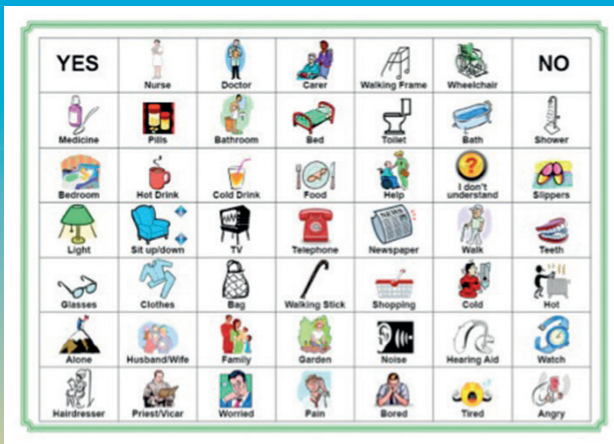 YES
Nurse
Doctor
Carer
Walking Frame
Wheelchair
NO
Medicine
Pills
Bathroom
Bed
Toilet
Bath
Shower
Bedroom
Hot Drink
Cold Drink
Food
Help
I don't
understand
Slippers
Light
Sit up/down
TV
Telephone
NEWS
Newspaper
Walk
Teeth
Glasses
Clothes
Bag
Walking Stick
Shopping
Cold
Hot
Alone
Husband/Wife
Family
Garden
Noise
Hearing Aid
Watch
Hairdresser
Priest/Vicar
Worried
Pain
Bored
Tired
Angry